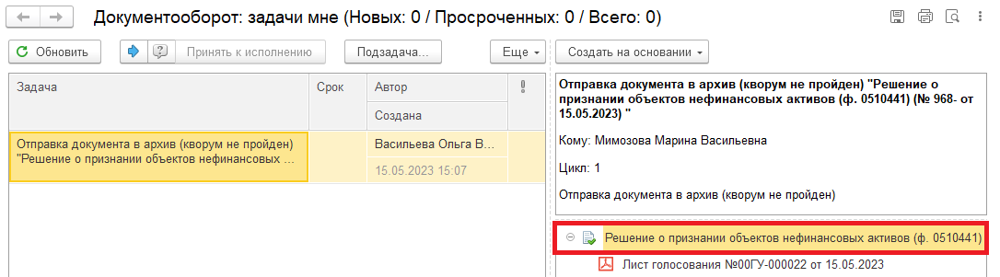 Документооборот: задачи мне (Новых: 0 / Просроченных: 0 / Всего: 0)
Обновить
Принять к исполнению
Подзадача...
Еще
Создать на основании
Задача
Срок
Автор
Создана
Отправка документа в архив (кворум не пройден)
"Решение о признании объектов нефинансовых ...
Васильева Ольга В...
15.05.2023 15:07
Отправка документа в архив (кворум не пройден) "Решение о
признании объектов нефинансовых активов (ф. 0510441) (№ 968- от
15.05.2023) "
Кому: Мимозова Марина Васильевна
Цикл: 1
Отправка документа в архив (кворум не пройден)
Решение о признании объектов нефинансовых активов (ф. 0510441)
Лист голосования №00ГУ-000022 от 15.05.2023